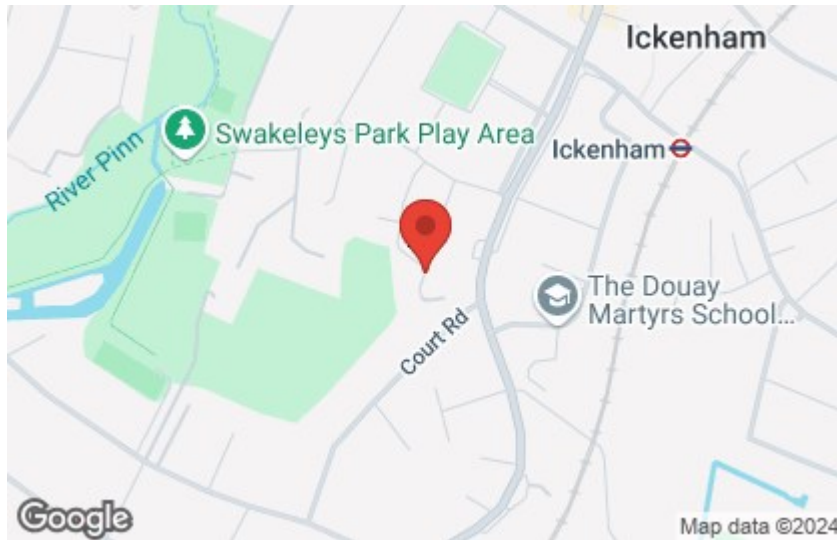 Ickenham
Swakeleys Park Play Area
River Pinn
Ickenham
The Douay
Martyrs School...
Court Rd
Google
Map data ©2024